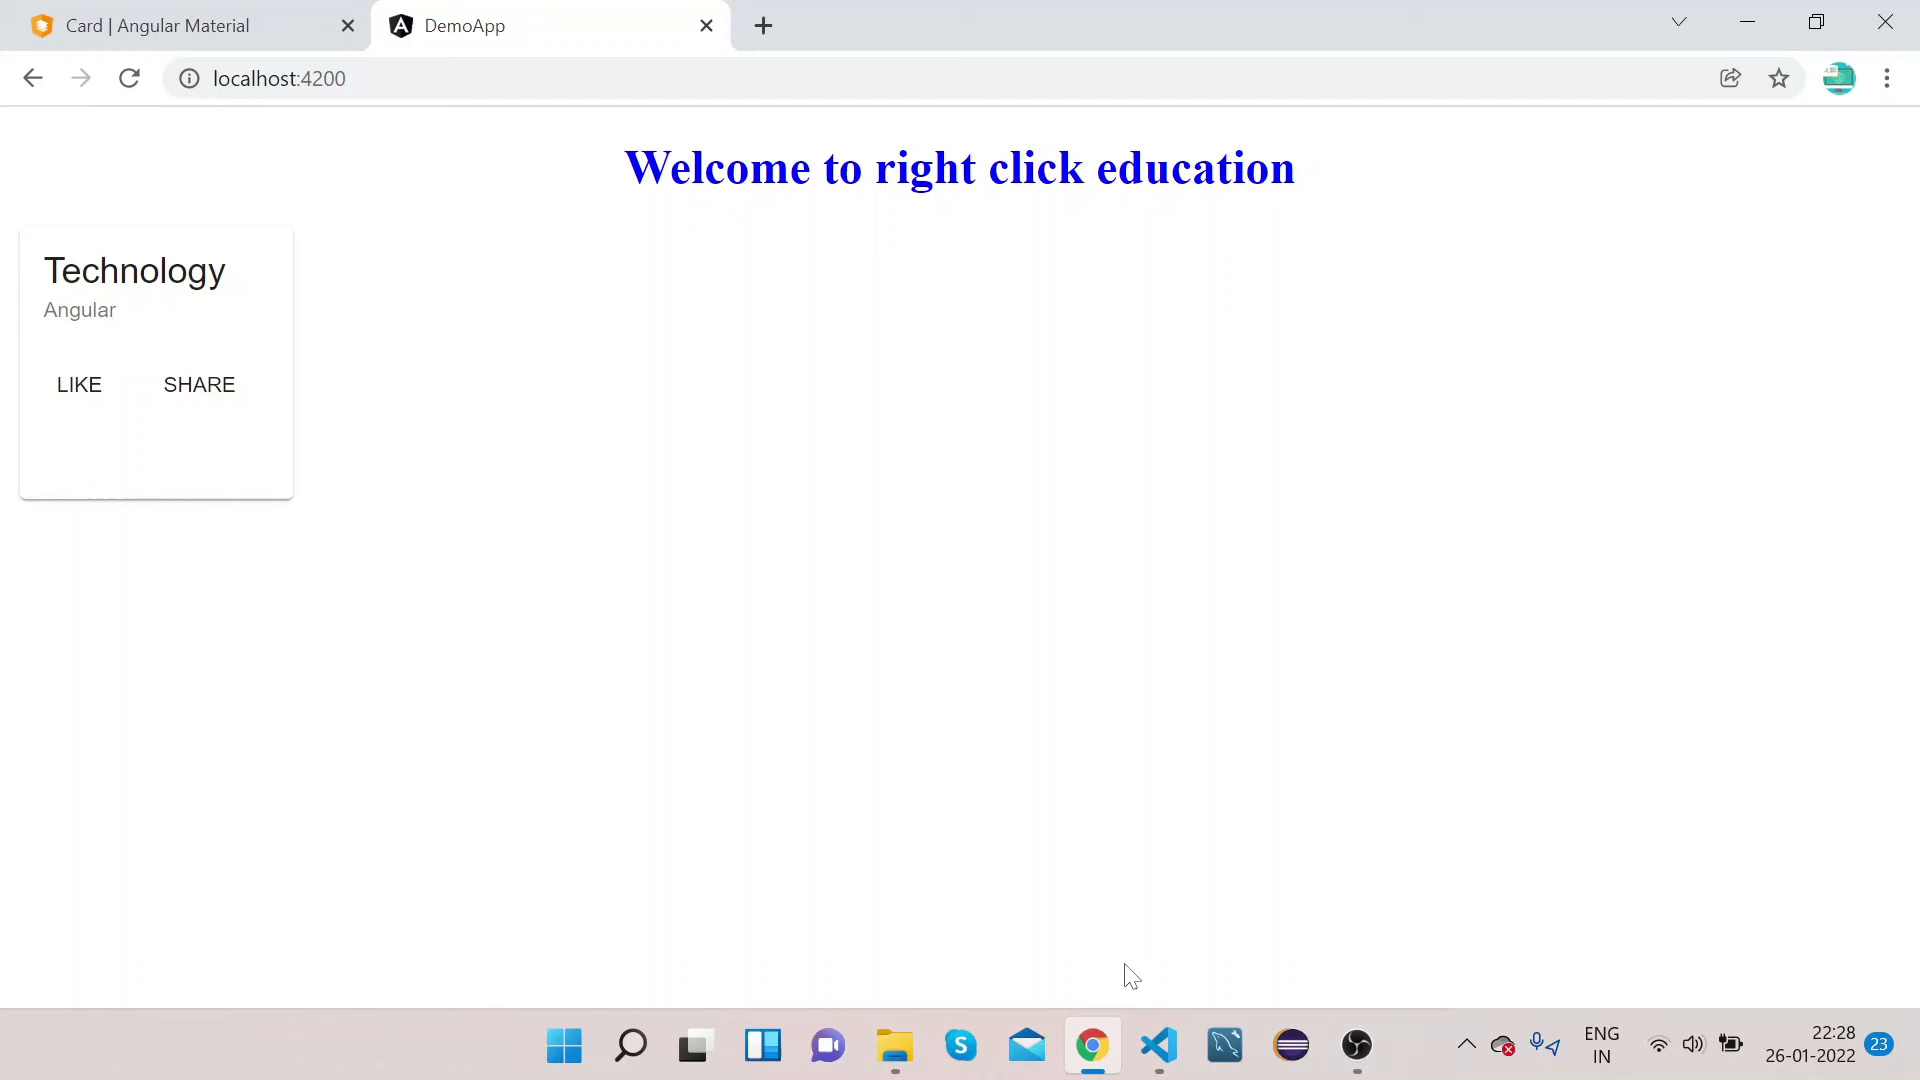 Card | Angular Material
DemoApp
localhost:4200
Welcome to right click education
Technology
Angular
LIKE SHARE
ENG
IN
22:28
26-01-2022
23